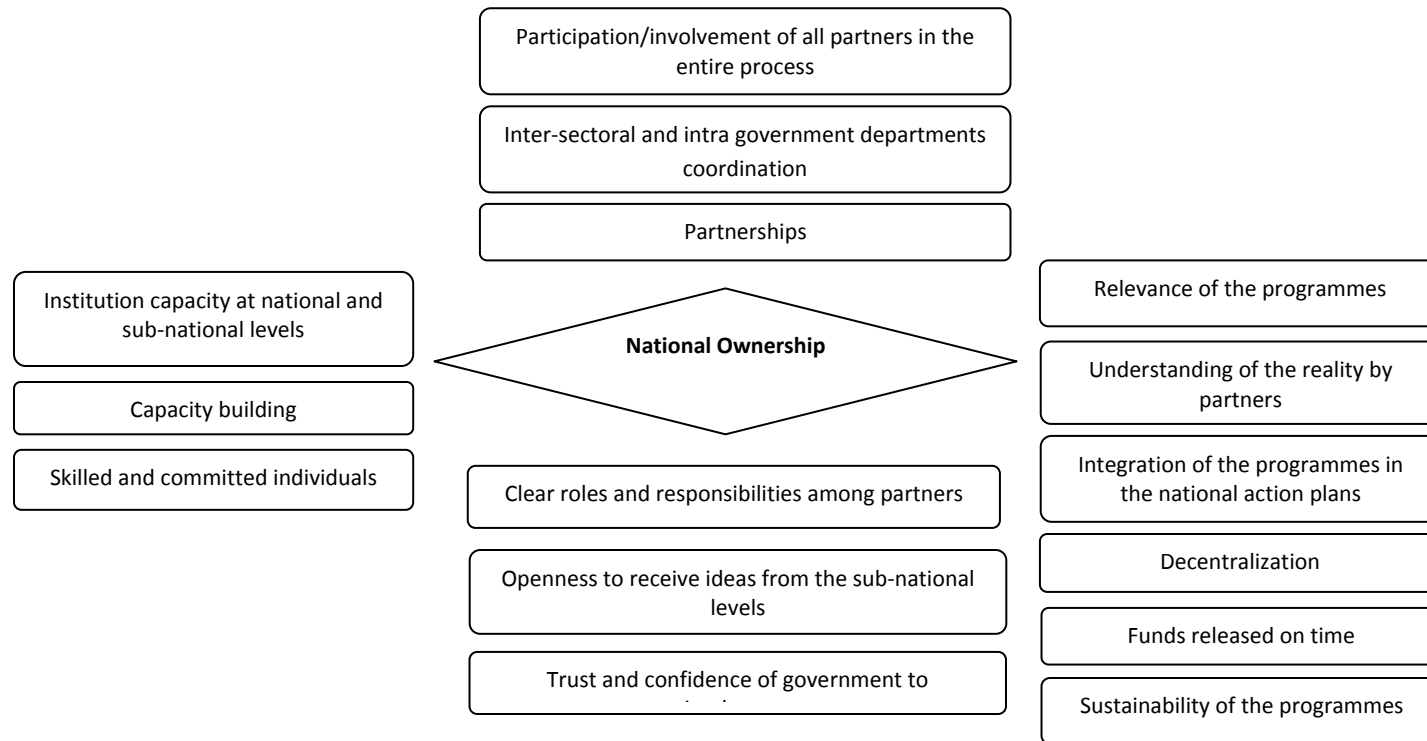 Participation/involvement of all partners in the
entire process
Inter-sectoral and intra government departments
coordination
Partnerships
Institution capacity at national and
sub-national levels
Capacity building
Skilled and committed individuals
National Ownership
Clear roles and responsibilities among partners
Openness to receive ideas from the sub-national
levels
Trust and confidence of government to
Relevance of the programmes
Understanding of the reality by
partners
Integration of the programmes in
the national action plans
Decentralization
Funds released on time
Sustainability of the programmes